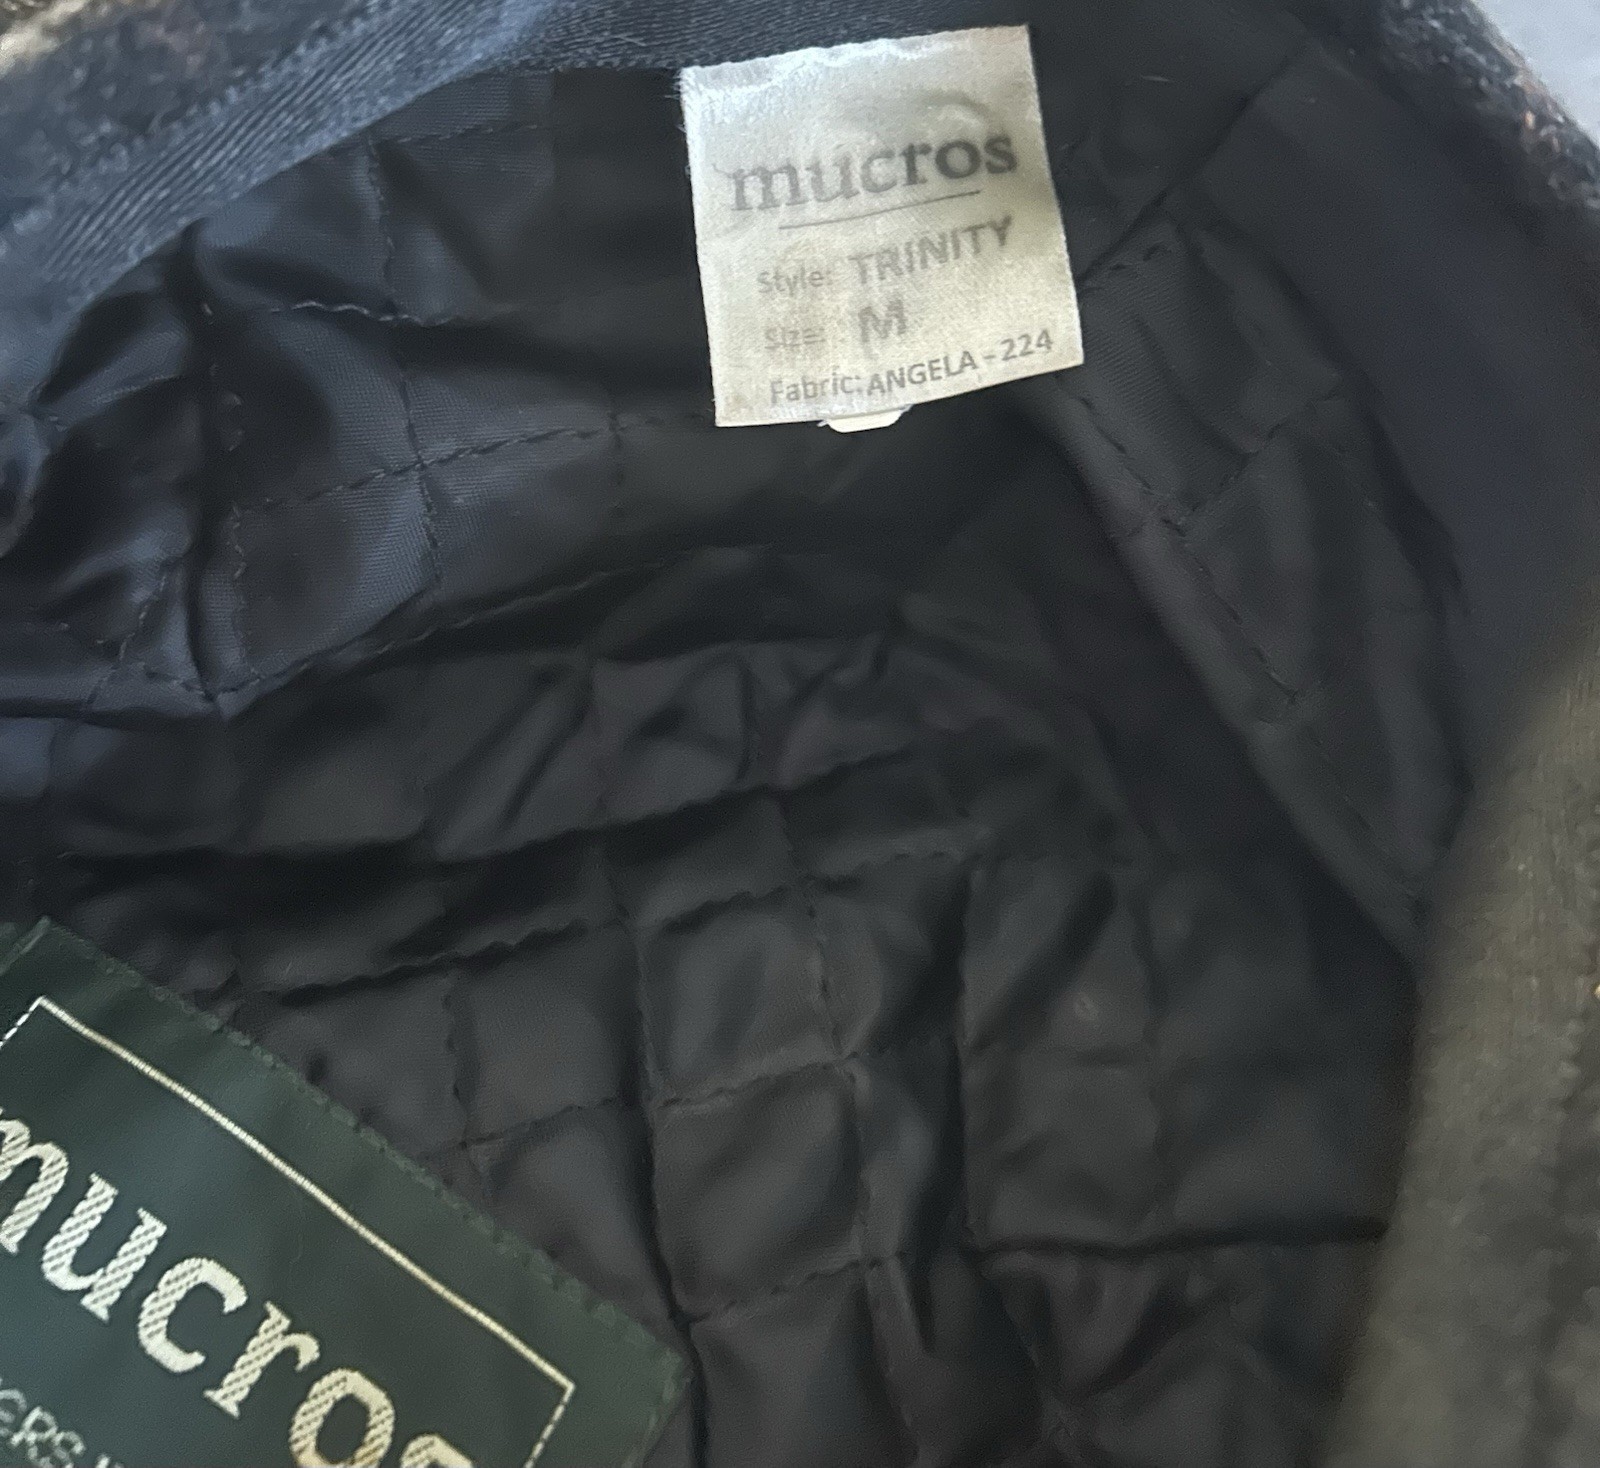 mucros
Style: TRINITY
Size: M
Fabric: ANGELA - 224
mucros